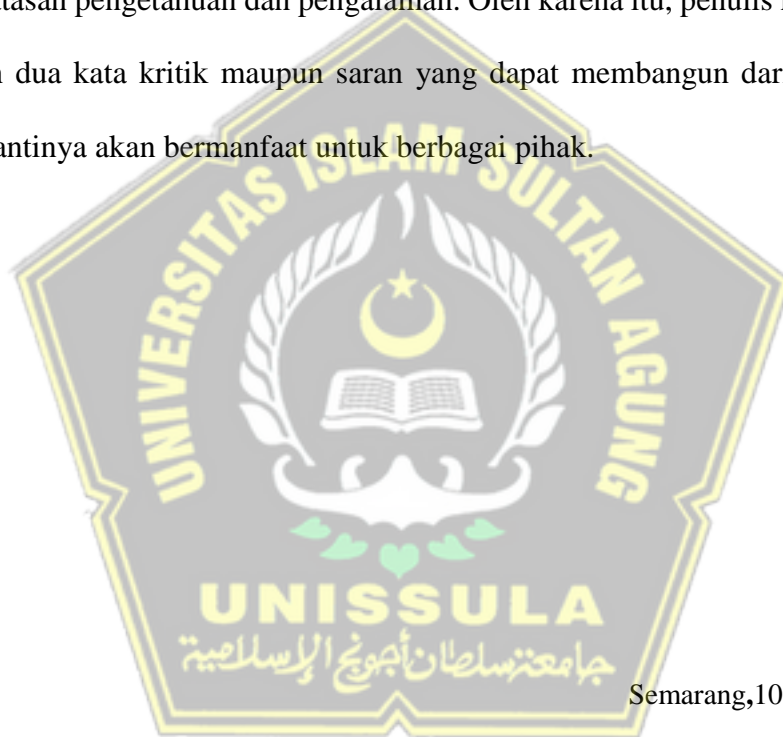 tasan pengetahuan dan pengalaman. Oleh karena itu, penulis
dua kata kritik maupun saran yang dapat membangun dar
antinya akan bermanfaat untuk berbagai pihak.
UNIVERSITAS ISLAM SULTAN AGUNG
UNISSULA
جامعة سلطان أجونج الإسلامية
Semarang,10